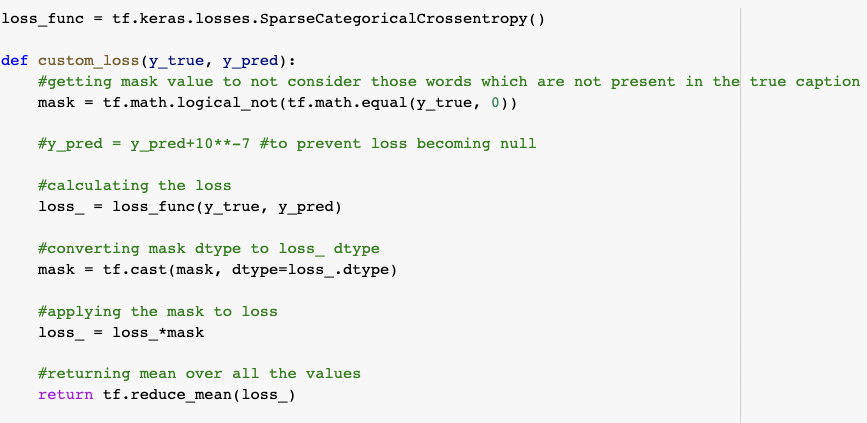 loss_func = tf.keras.losses.SparseCategoricalCrossentropy()
def custom_loss(y_true, y_pred):
#getting mask value to not consider those words which are not present in the true caption
mask = tf.math.logical_not(tf.math.equal(y_true, 0))
#y_pred = y_pred+10**-7 #to prevent loss becoming null
#calculating the loss
loss_ = loss_func(y_true, y_pred)
#converting mask dtype to loss_ dtype
mask = tf.cast(mask, dtype=loss_.dtype)
#applying the mask to loss
loss_ = loss_*mask
#returning mean over all the values
return tf.reduce_mean(loss_)